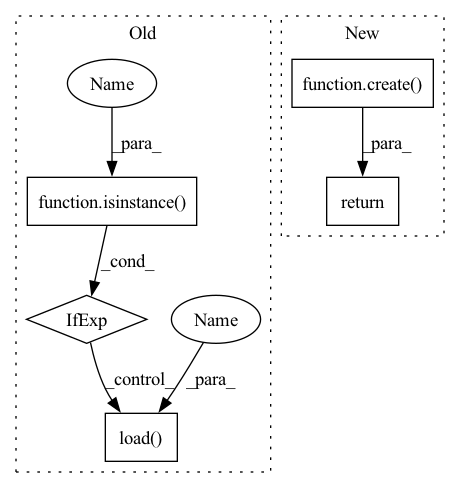 Old
New
Name
function.create()
_para_
_para_
function.isinstance()
return
_cond_
IfExp
Name
_control_
_para_
load()